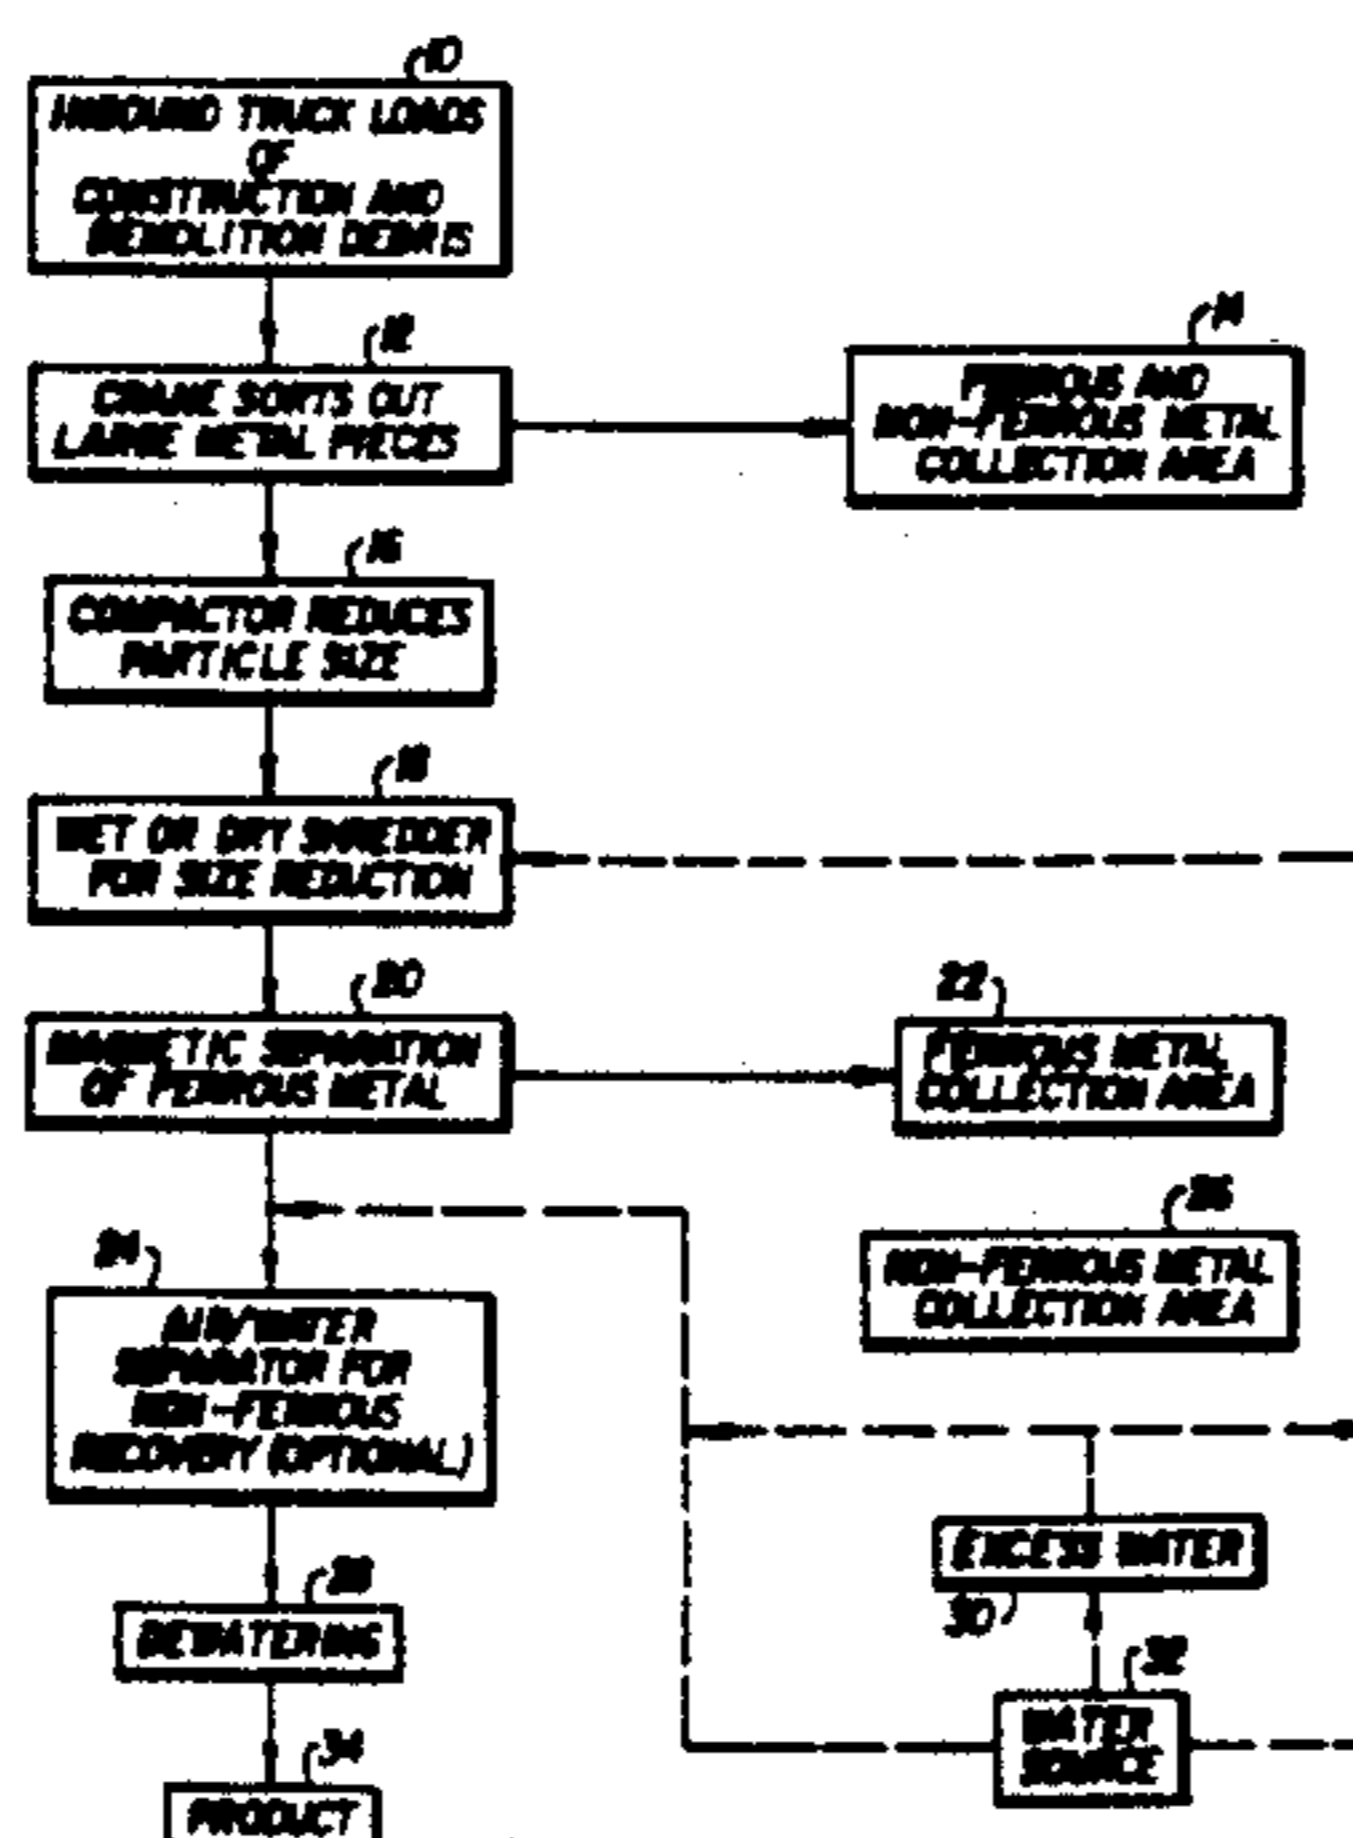 10
INBOUND TRUCK LOADS
OF
CONSTRUCTION AND
DEMOLITION DEBRIS
12
CRANE SORTS OUT
LARGE METAL PIECES
14
FERROUS AND
NON-FERROUS METAL
COLLECTION AREA
16
COMPACTOR REDUCES
PARTICLE SIZE
18
WET OR DRY SHREDDER
FOR SIZE REDUCTION
20
MAGNETIC SEPARATION
OF FERROUS METAL
22
FERROUS METAL
COLLECTION AREA
24
AIR/WATER
SEPARATOR FOR
NON-FERROUS
RECOVERY (OPTIONAL)
26
NON-FERROUS METAL
COLLECTION AREA
28
DEWATERING
EXCESS WATER
30
32
WATER
SOURCE
34
PRODUCT